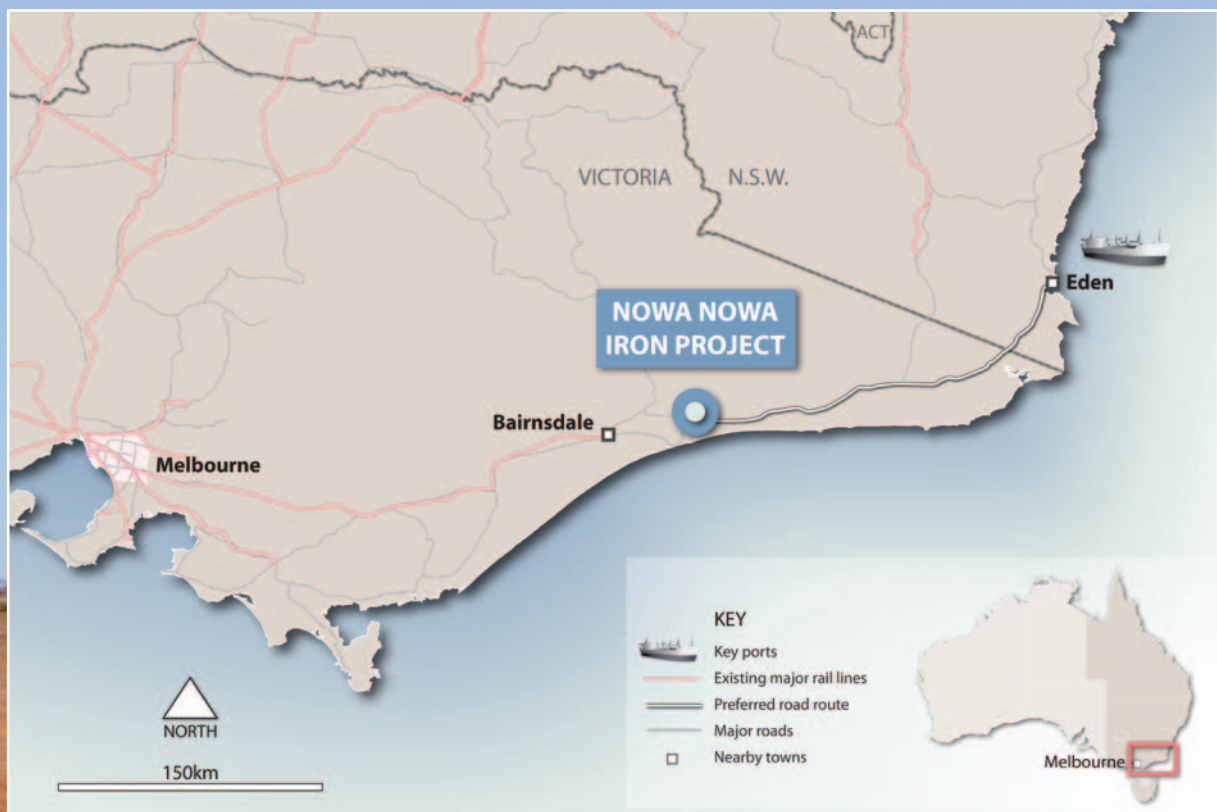 ACT
VICTORIA
N.S.W.
Eden
NOWA NOWA
IRON PROJECT
Bairnsdale
Melbourne
NORTH
150km
KEY
Key ports
Existing major rail lines
Preferred road route
Major roads
Nearby towns
Melbourne